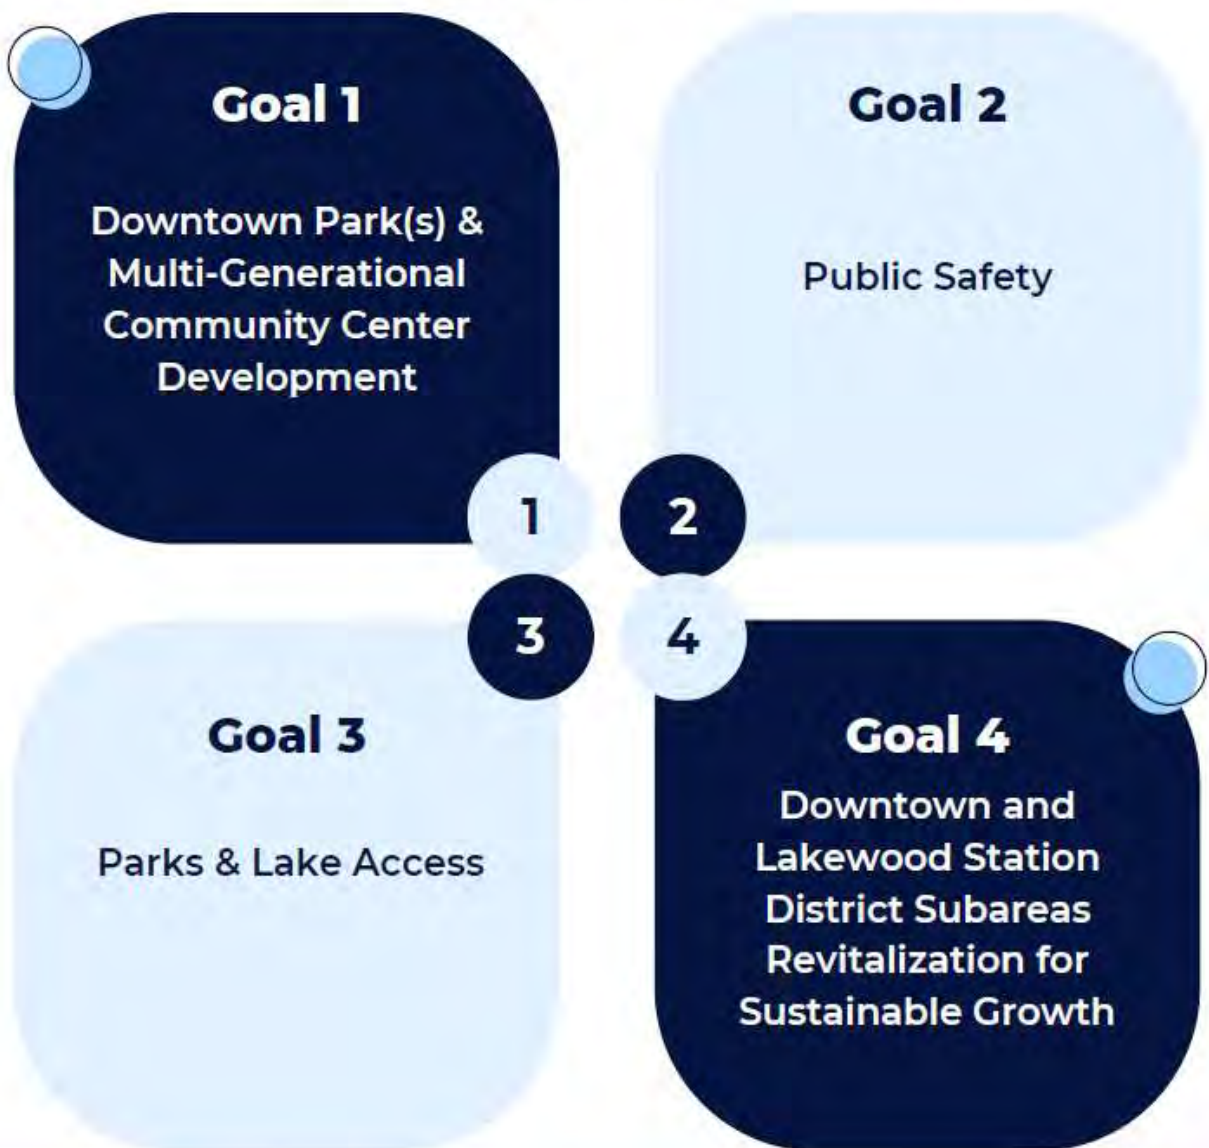 Goal 1
Downtown Park(s) &
Multi-Generational
Community Center
Development
1
Goal 2
Public Safety
2
3
Goal 3
Parks & Lake Access
4
Goal 4
Downtown and
Lakewood Station
District Subareas
Revitalization for
Sustainable Growth